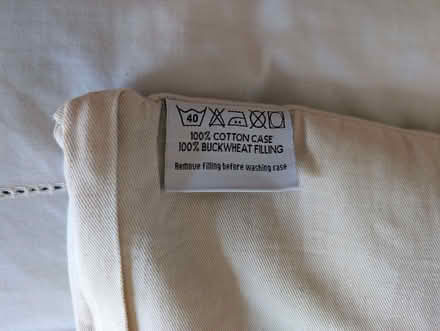 40
100% COTTON CASE
100% BUCKWHEAT FILLING
Remove filling before washing case